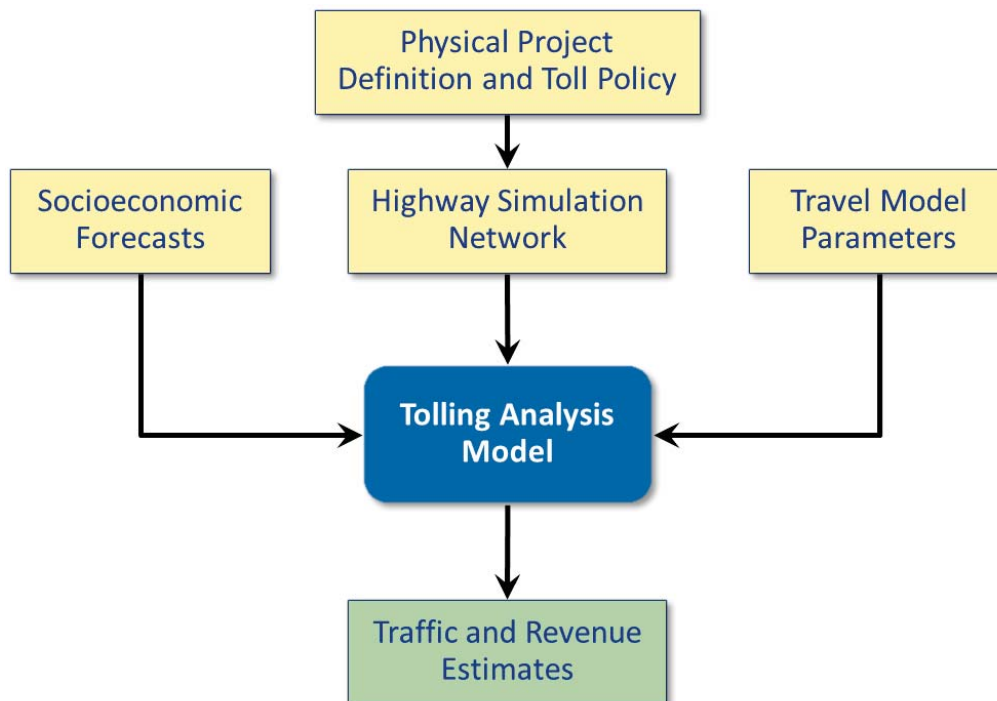 Physical Project
Definition and Toll Policy
Socioeconomic
Forecasts
Highway Simulation
Network
Travel Model
Parameters
Tolling Analysis
Model
Traffic and Revenue
Estimates